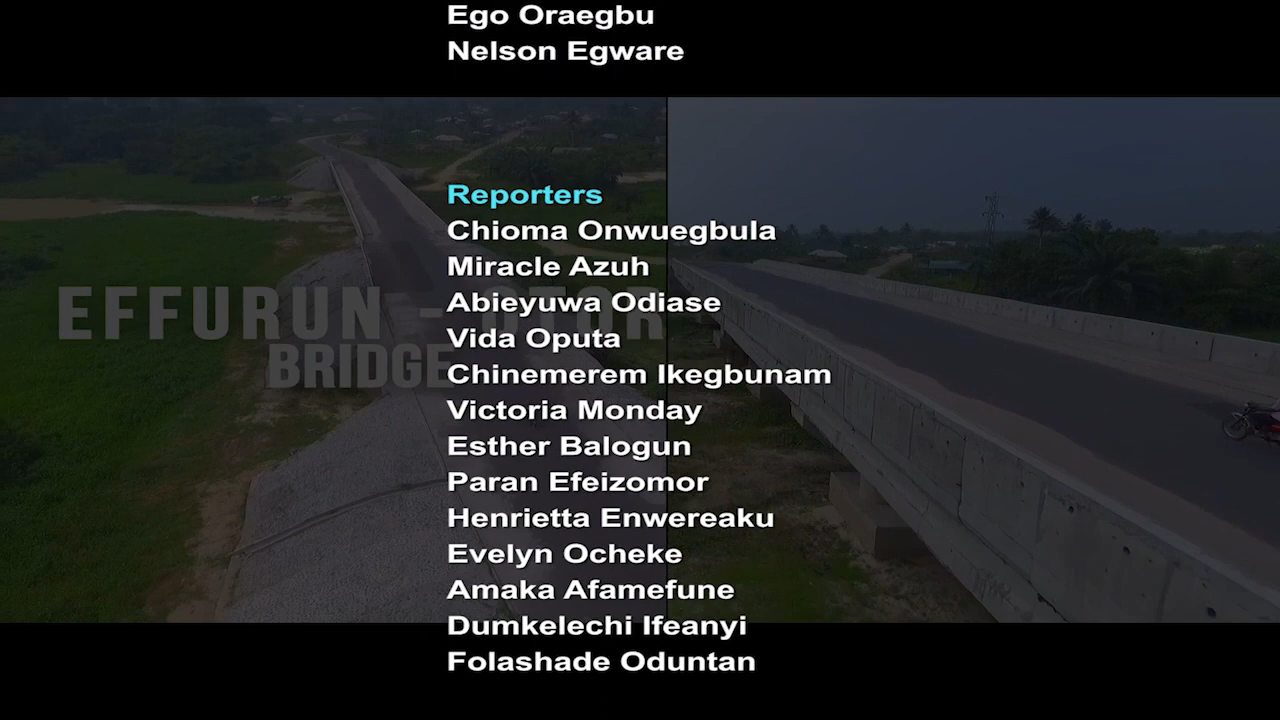 Ego Oraegbu
Nelson Egware
Reporters
Chioma Onwuegbula
Miracle Azuh
Abieyuwa Odiase
Vida Oputa
Chinemerem Ikegbunam
Victoria Monday
Esther Balogun
Paran Efeizomor
Henrietta Enwereaku
Evelyn Ocheke
Amaka Afamefune
Dumkelechi Ifeanyi
Folashade Oduntan
EFFURUN - OTOR
BRIDGE